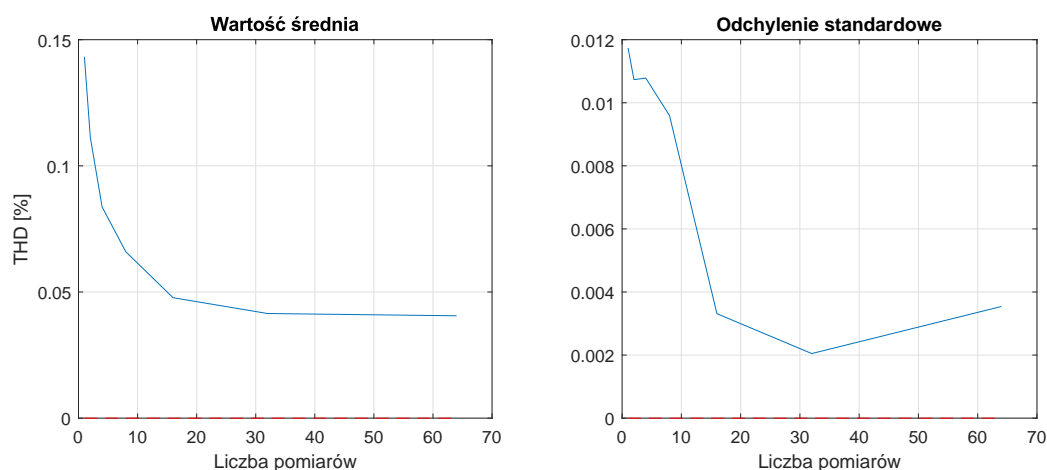 Wartość średnia
0.15
0.1
0.05
0
THD [%]
0 10 20 30 40 50 60 70
Liczba pomiarów
Odchylenie standardowe
0.012
0.01
0.008
0.006
0.004
0.002
0
0 10 20 30 40 50 60 70
Liczba pomiarów